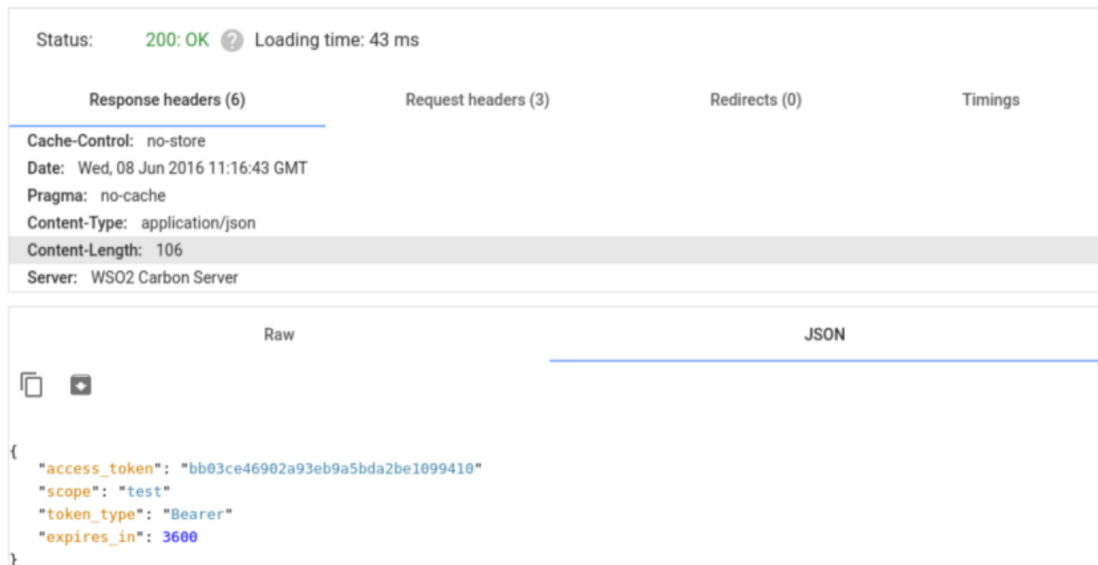 Status: 200: OK ? Loading time: 43 ms
Response headers (6) Request headers (3) Redirects (0) Timings
Cache-Control: no-store
Date: Wed, 08 Jun 2016 11:16:43 GMT
Pragma: no-cache
Content-Type: application/json
Content-Length: 106
Server: WSO2 Carbon Server
Raw JSON
{
"access_token": "bb03ce46902a93eb9a5bda2be1099410"
"scope": "test"
"token_type": "Bearer"
"expires_in": 3600
}